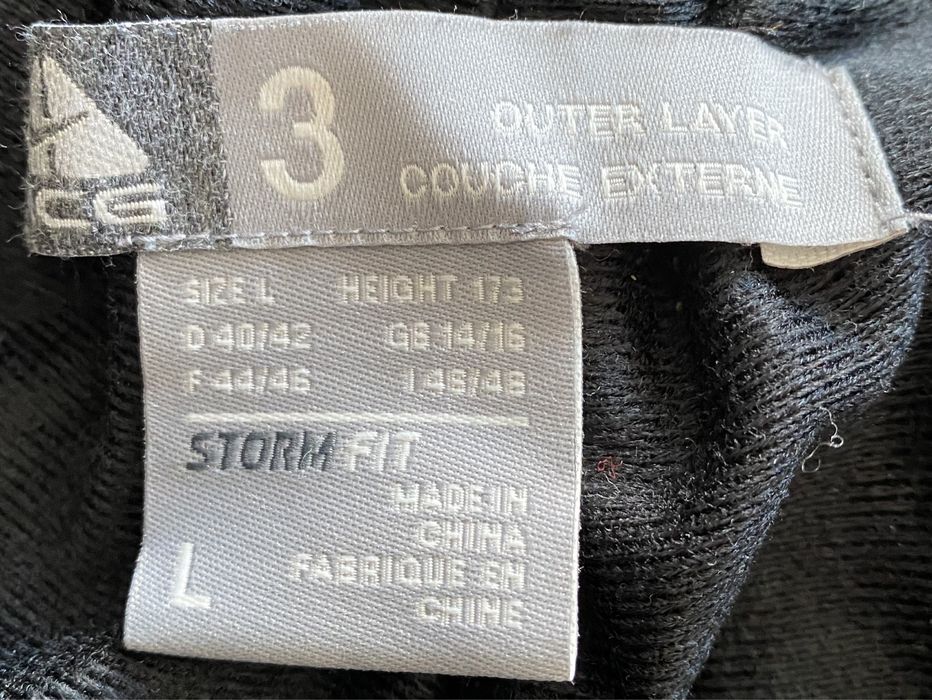 3
OUTER LAYER
COUCHE EXTERNE
SIZE L HEIGHT 173
D 40/42 GB 14/16
F 44/46 I 46/48
STORM FIT
MADE IN
CHINA
FABRIQUE EN
CHINE
L